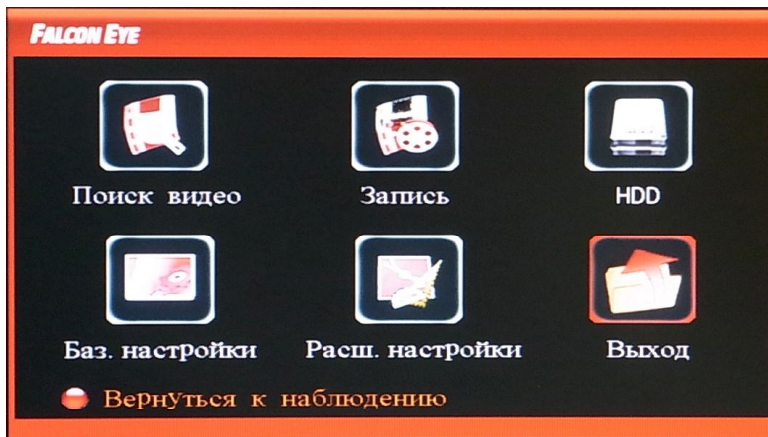 FALCON EYE
Поиск видео
Запись
HDD
Баз. настройки
Расш. настройки
Выход
Вернуться к наблюдению